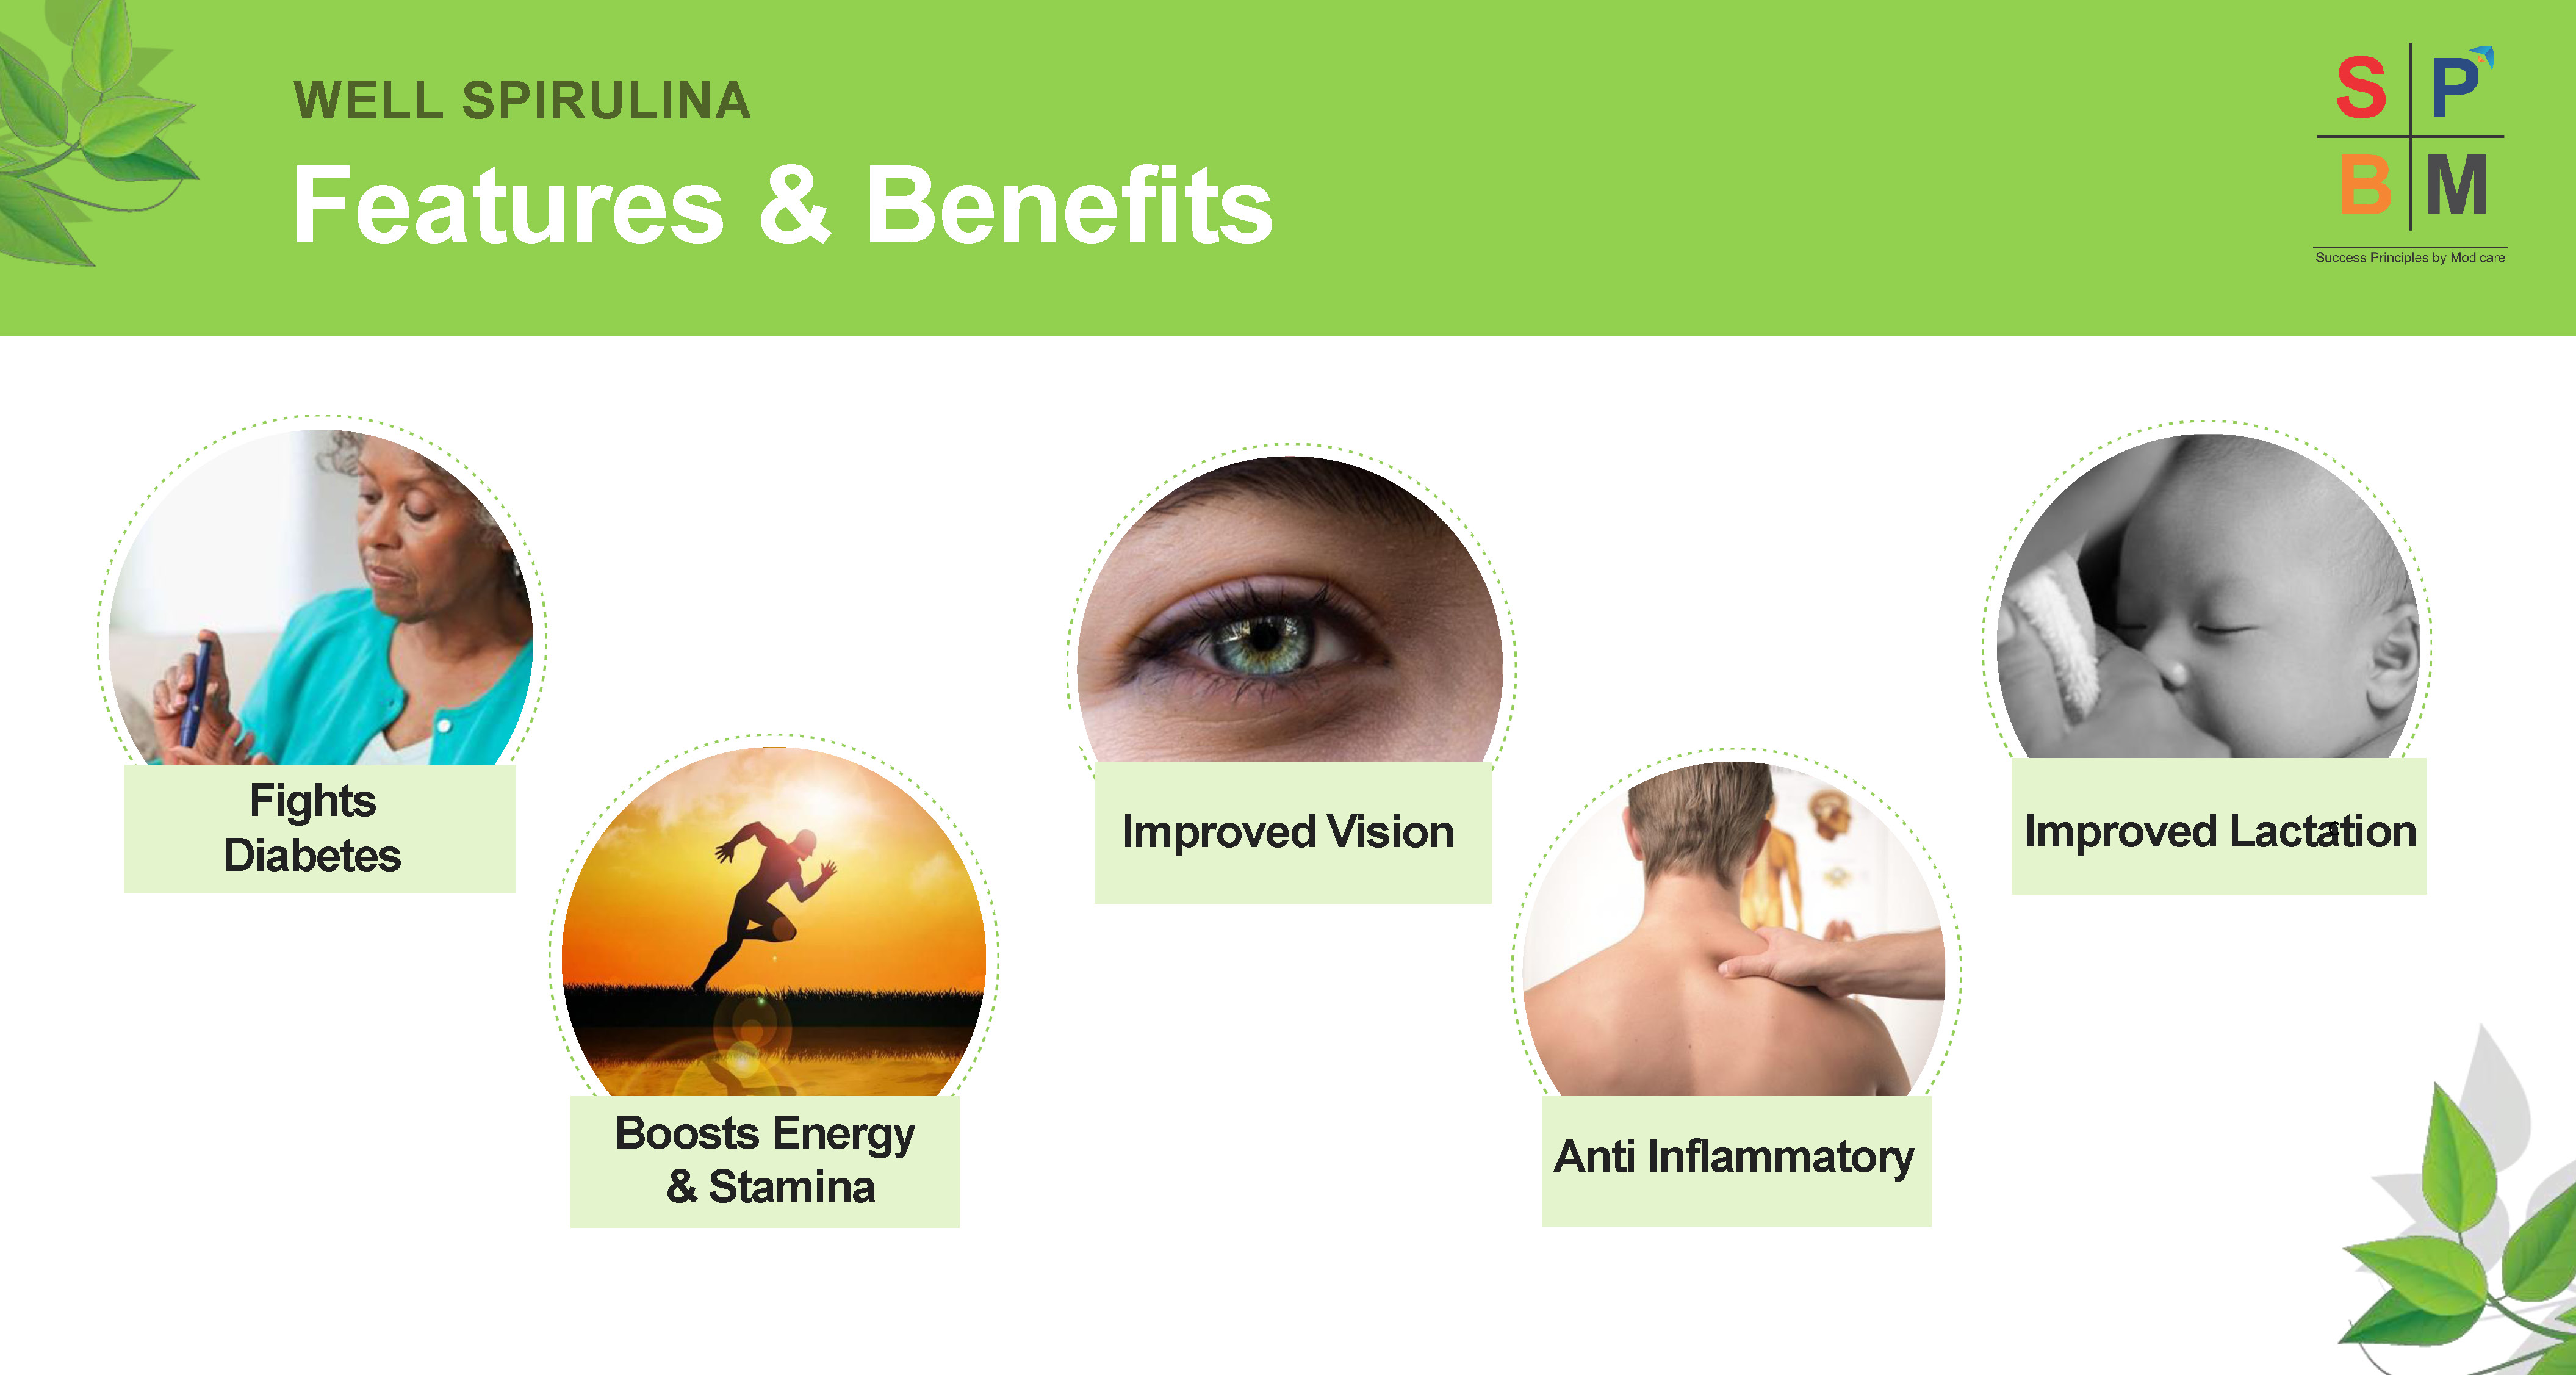 WELL SPIRULINA
Features & Benefits
S P
B M
Success Principles by Modicare
Fights
Diabetes
Boosts Energy
& Stamina
Improved Vision
Anti Inflammatory
Improved Lactation